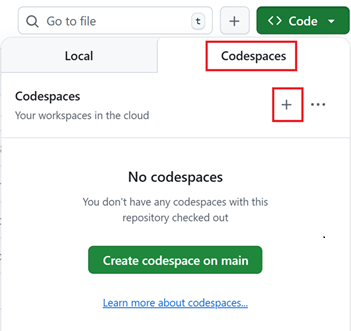 Go to file t + <> Code
Local Codespaces
Codespaces
Your workspaces in the cloud
+ ...
No codespaces
You don't have any codespaces with this
repository checked out
Create codespace on main
Learn more about codespaces...